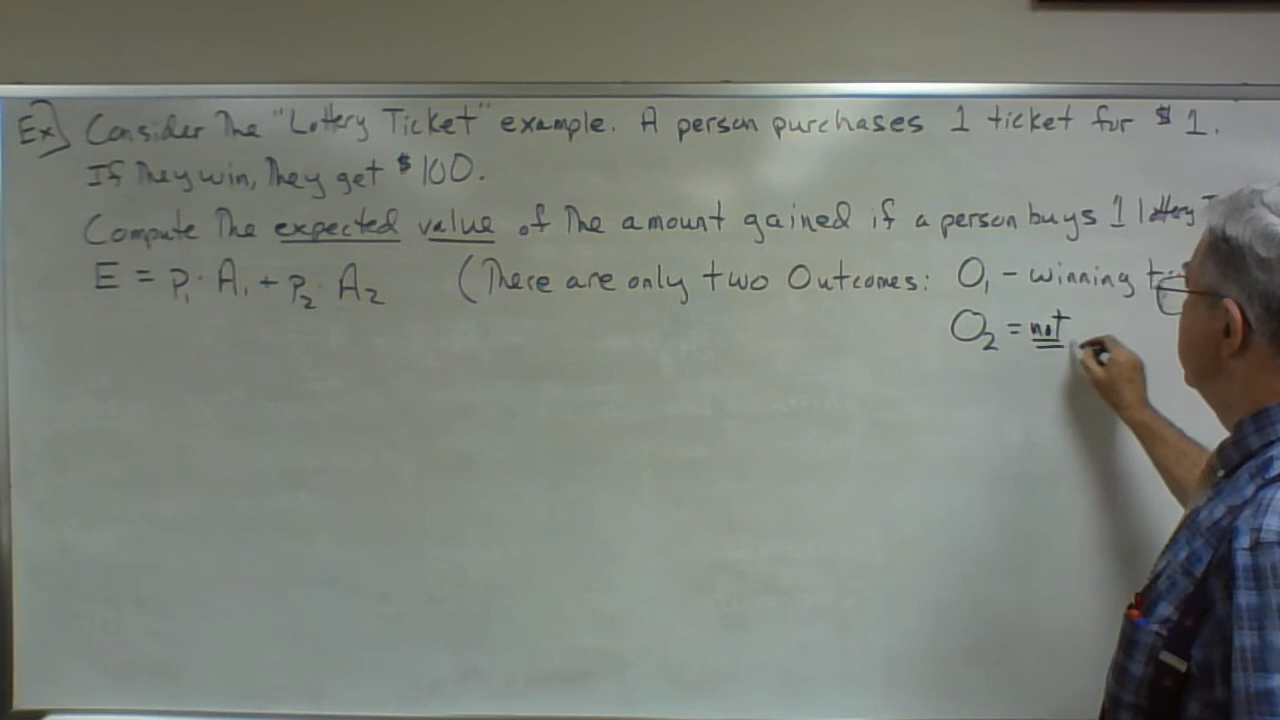 Ex] Consider The "Lottery Ticket" example. A person purchases 1 ticket for $1.
If They win, They get $100.
Compute The expected value of The amount gained if a person buys 1 lottery
E = p₁ · A₁ + p₂ · A₂ (There are only two Outcomes: O₁ - winning
O₂ = not